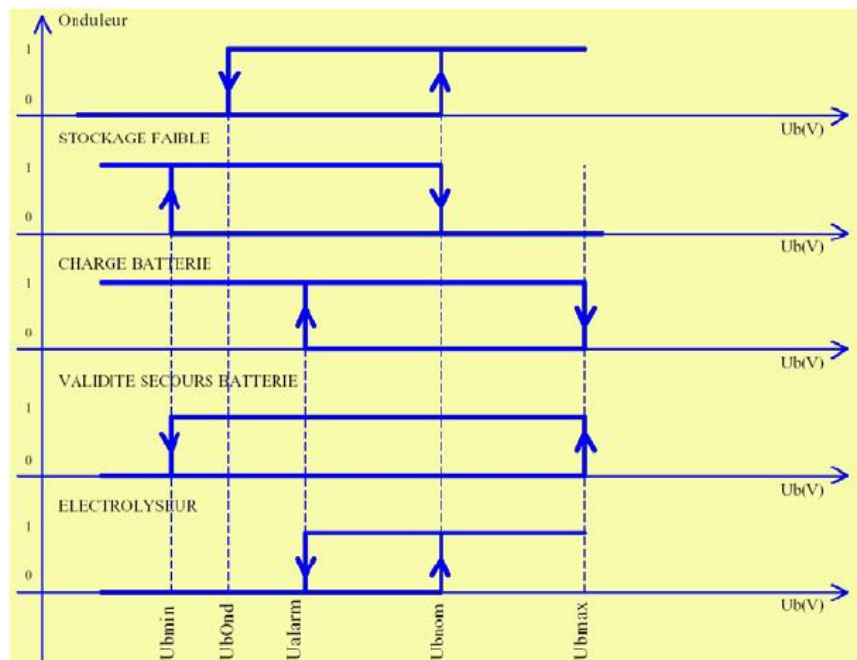 Onduleur
1
0
Ub(V)
STOCKAGE FAIBLE
1
0
Ub(V)
CHARGE BATTERIE
1
0
Ub(V)
VALIDITE SECOURS BATTERIE
1
0
Ub(V)
ELECTROLYSEUR
1
0
Ub(V)
Ubmin
UbOnd
Ualarm
Ubnom
Ubmax